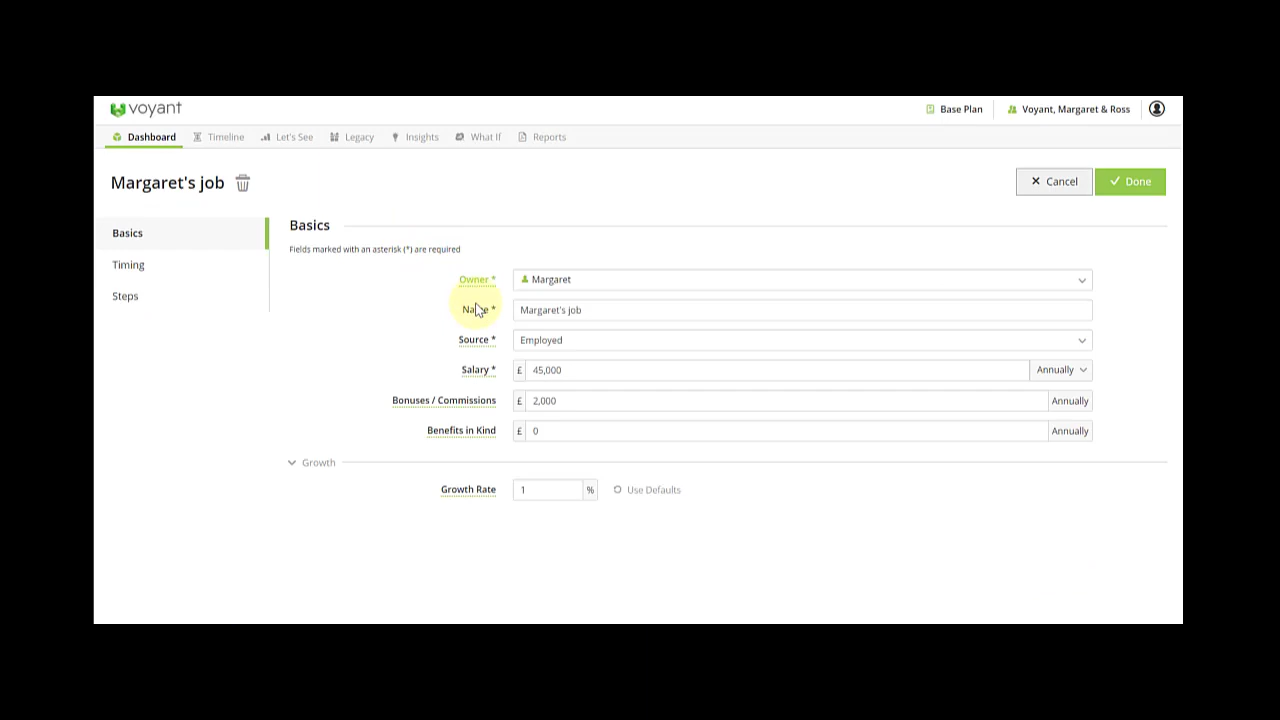 voyant
Base Plan
Voyant, Margaret & Ross
Dashboard Timeline Let's See Legacy Insights What If Reports
Margaret's job
Cancel
Done
Basics
Timing
Steps
Basics
Fields marked with an asterisk (*) are required
Owner * Margaret
Name * Margaret's job
Source * Employed
Salary * £ 45,000 Annually
Bonuses / Commissions £ 2,000 Annually
Benefits in Kind £ 0 Annually
Growth
Growth Rate 1 % Use Defaults